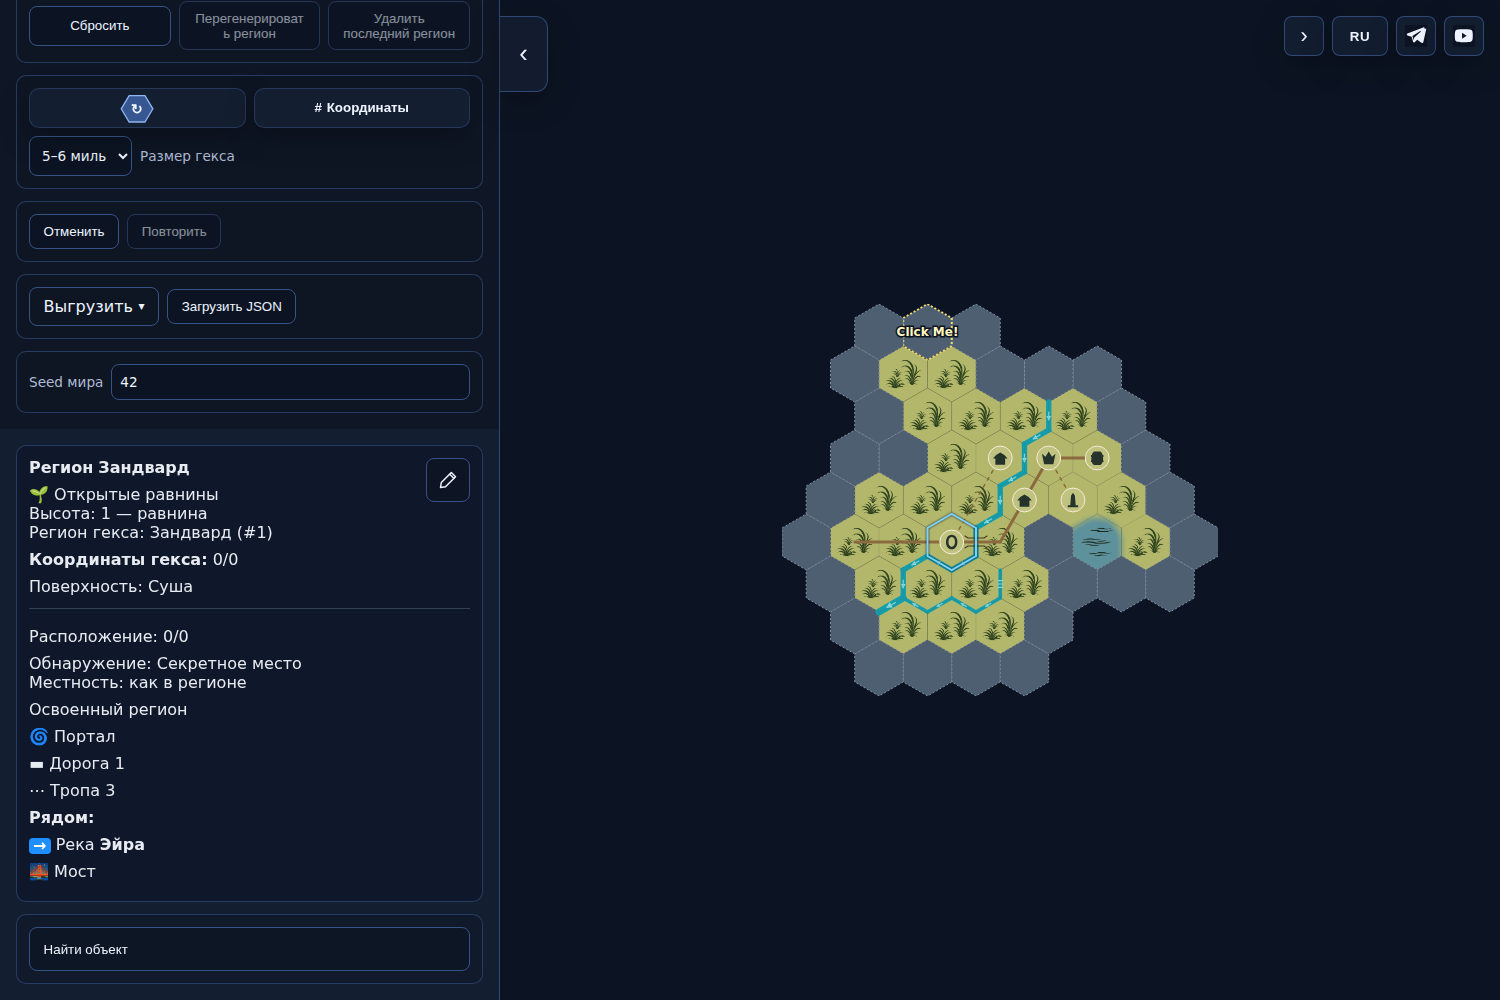 Сбросить
Перегенерироват
ь регион
Удалить
последний регион
‹
›
RU
↻
# Координаты
5–6 миль
Размер гекса
Отменить
Повторить
Выгрузить ▾
Загрузить JSON
Seed мира
42
Click Me!
Регион Зандвард
🌱 Открытые равнины
Высота: 1 — равнина
Регион гекса: Зандвард (#1)
Координаты гекса: 0/0
Поверхность: Суша
Расположение: 0/0
Обнаружение: Секретное место
Местность: как в регионе
Освоенный регион
🌀 Портал
▬ Дорога 1
⋯ Тропа 3
Рядом:
→ Река Эйра
🌉 Мост
Найти объект